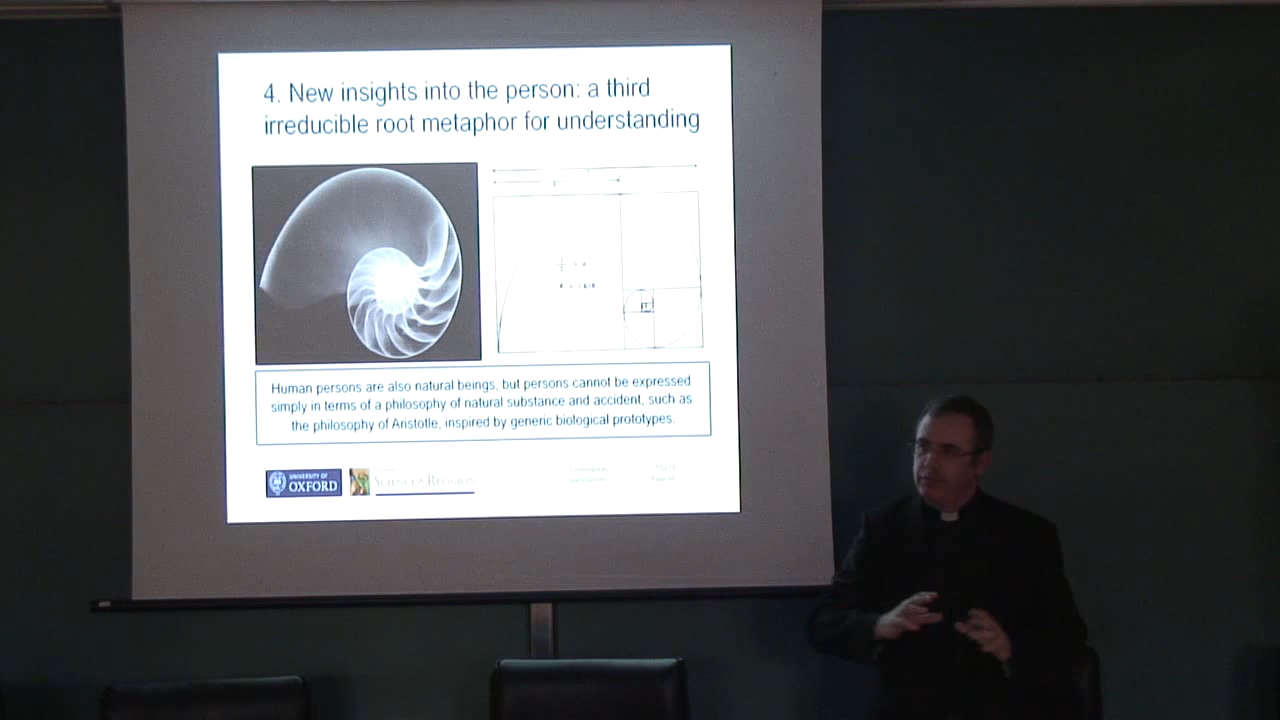 4. New insights into the person: a third
irreducible root metaphor for understanding
Human persons are also natural beings, but persons cannot be expressed
simply in terms of a philosophy of natural substance and accident, such as
the philosophy of Aristotle, inspired by generic biological prototypes.
UNIVERSITY OF
OXFORD
SCIENCE & RELIGION